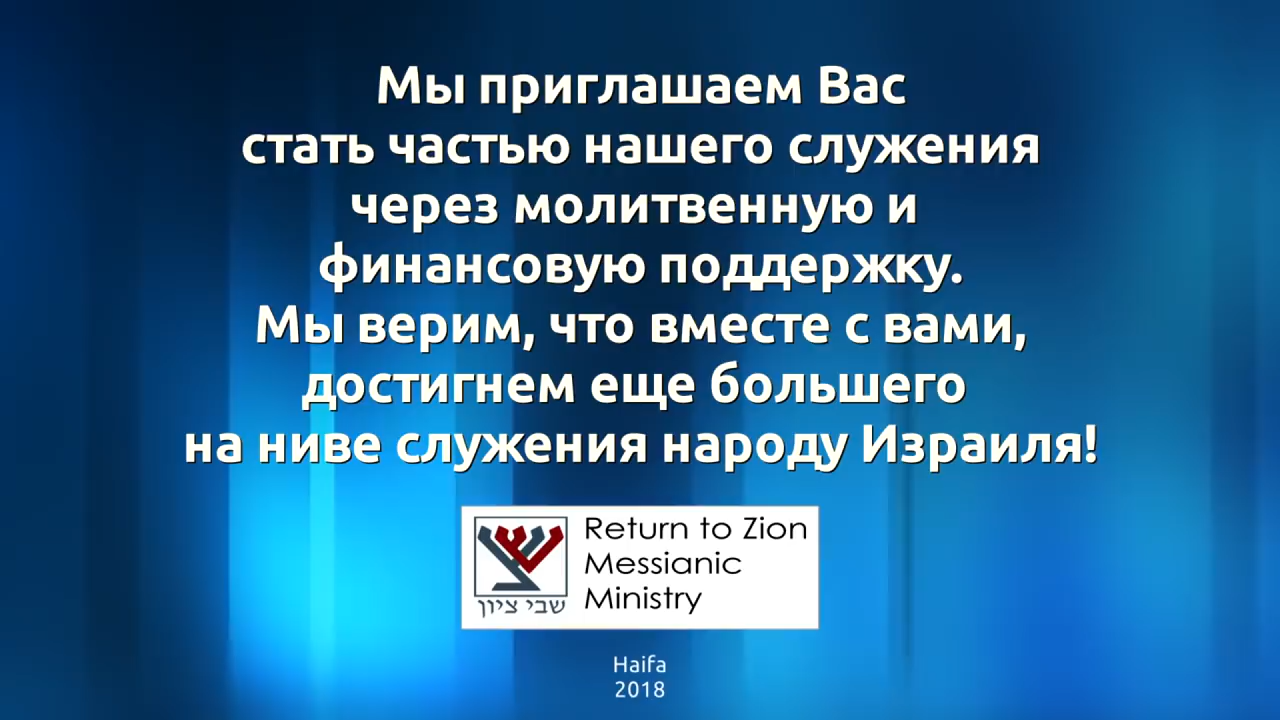 Мы приглашаем Вас
стать частью нашего служения
через молитвенную и
финансовую поддержку.
Мы верим, что вместе с вами,
достигнем еще большего
на ниве служения народу Израиля!
Return to Zion
Messianic
Ministry
שבי ציון
Haifa
2018